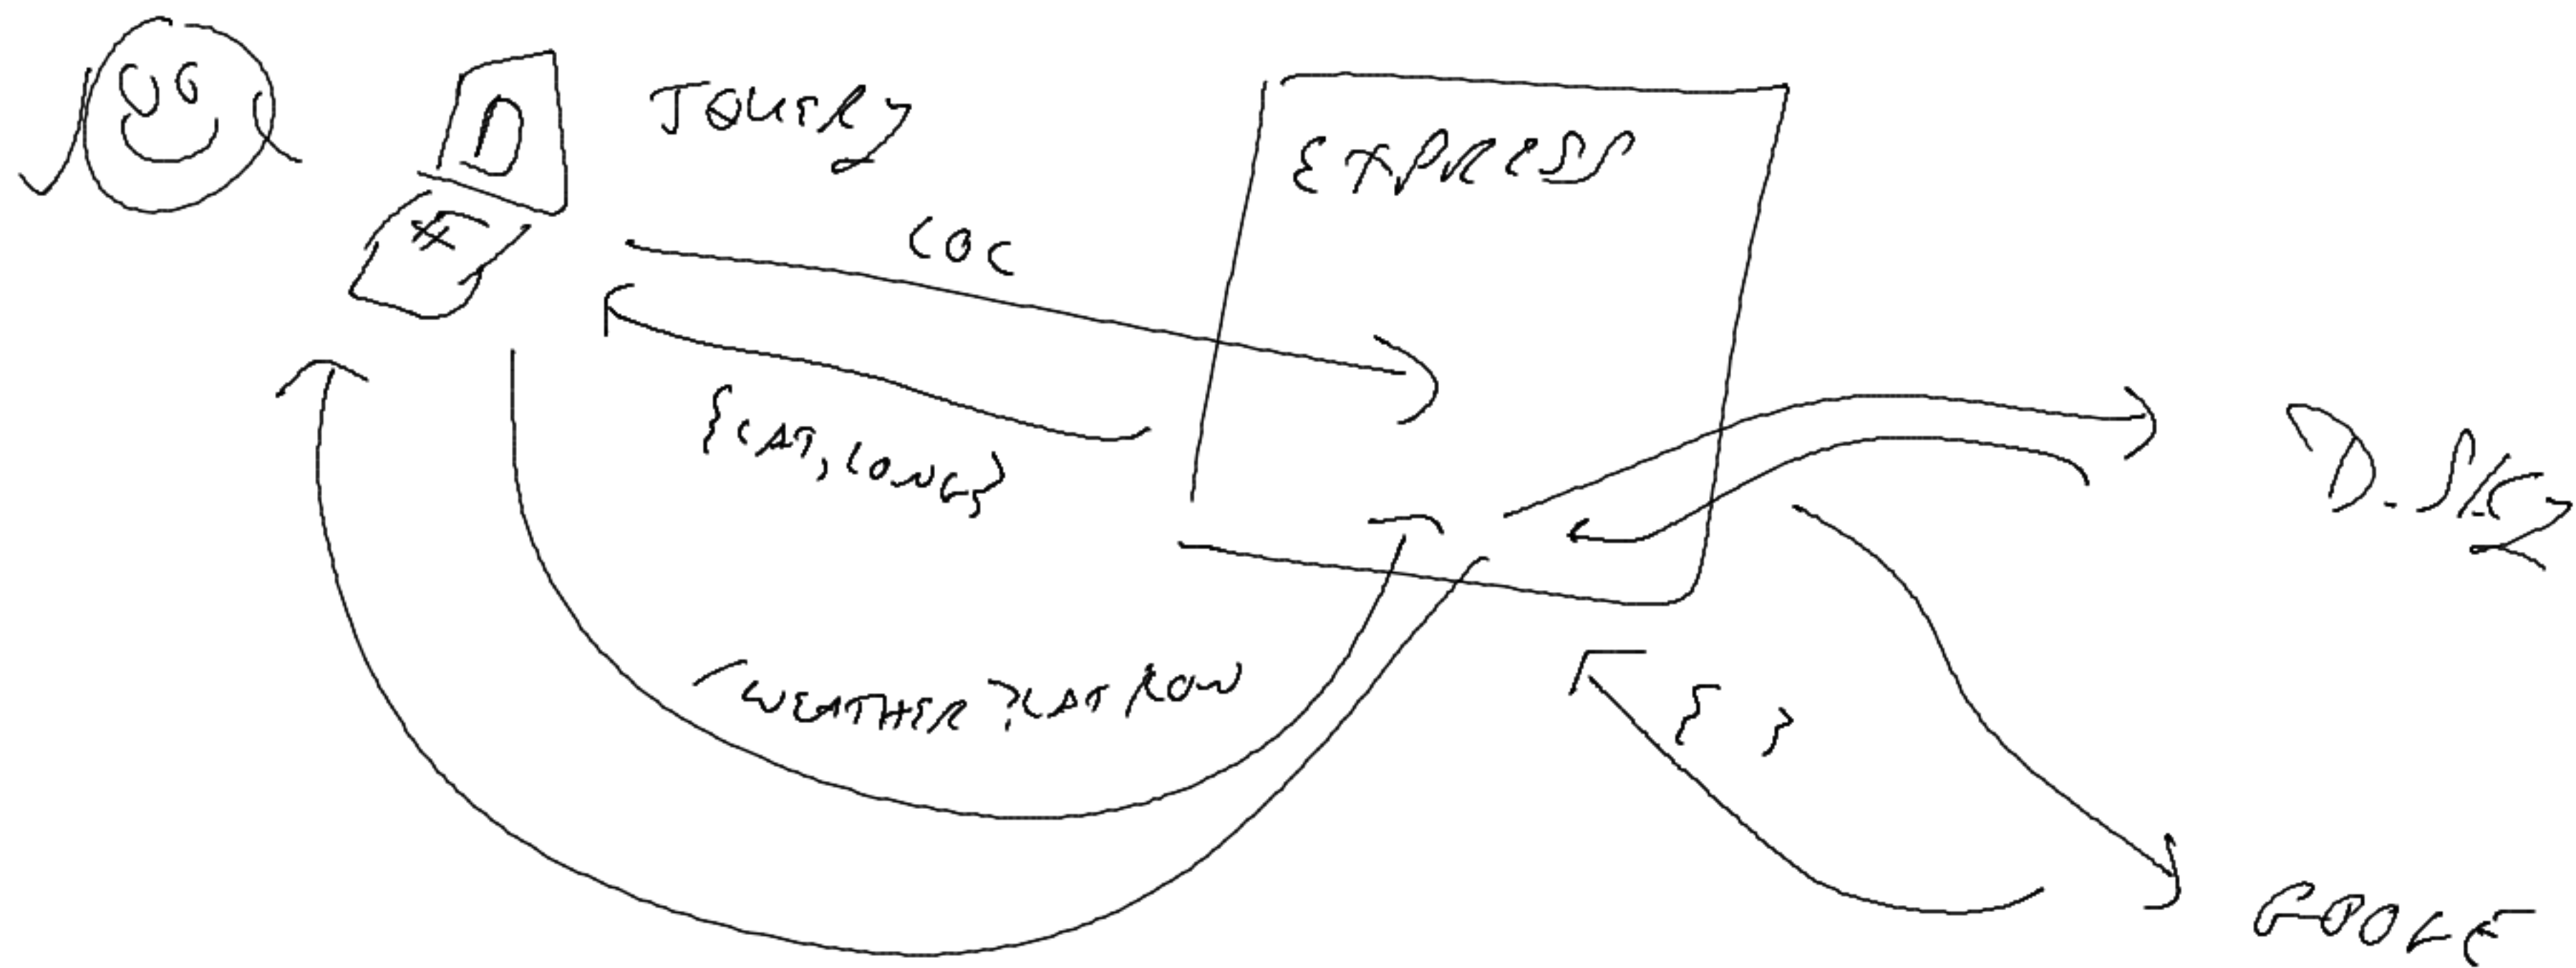 JQUERY
EXPRESS
LOC
{LAT, LONG}
D. SKY
/WEATHER?LAT/LON
{ }
GOOGLE